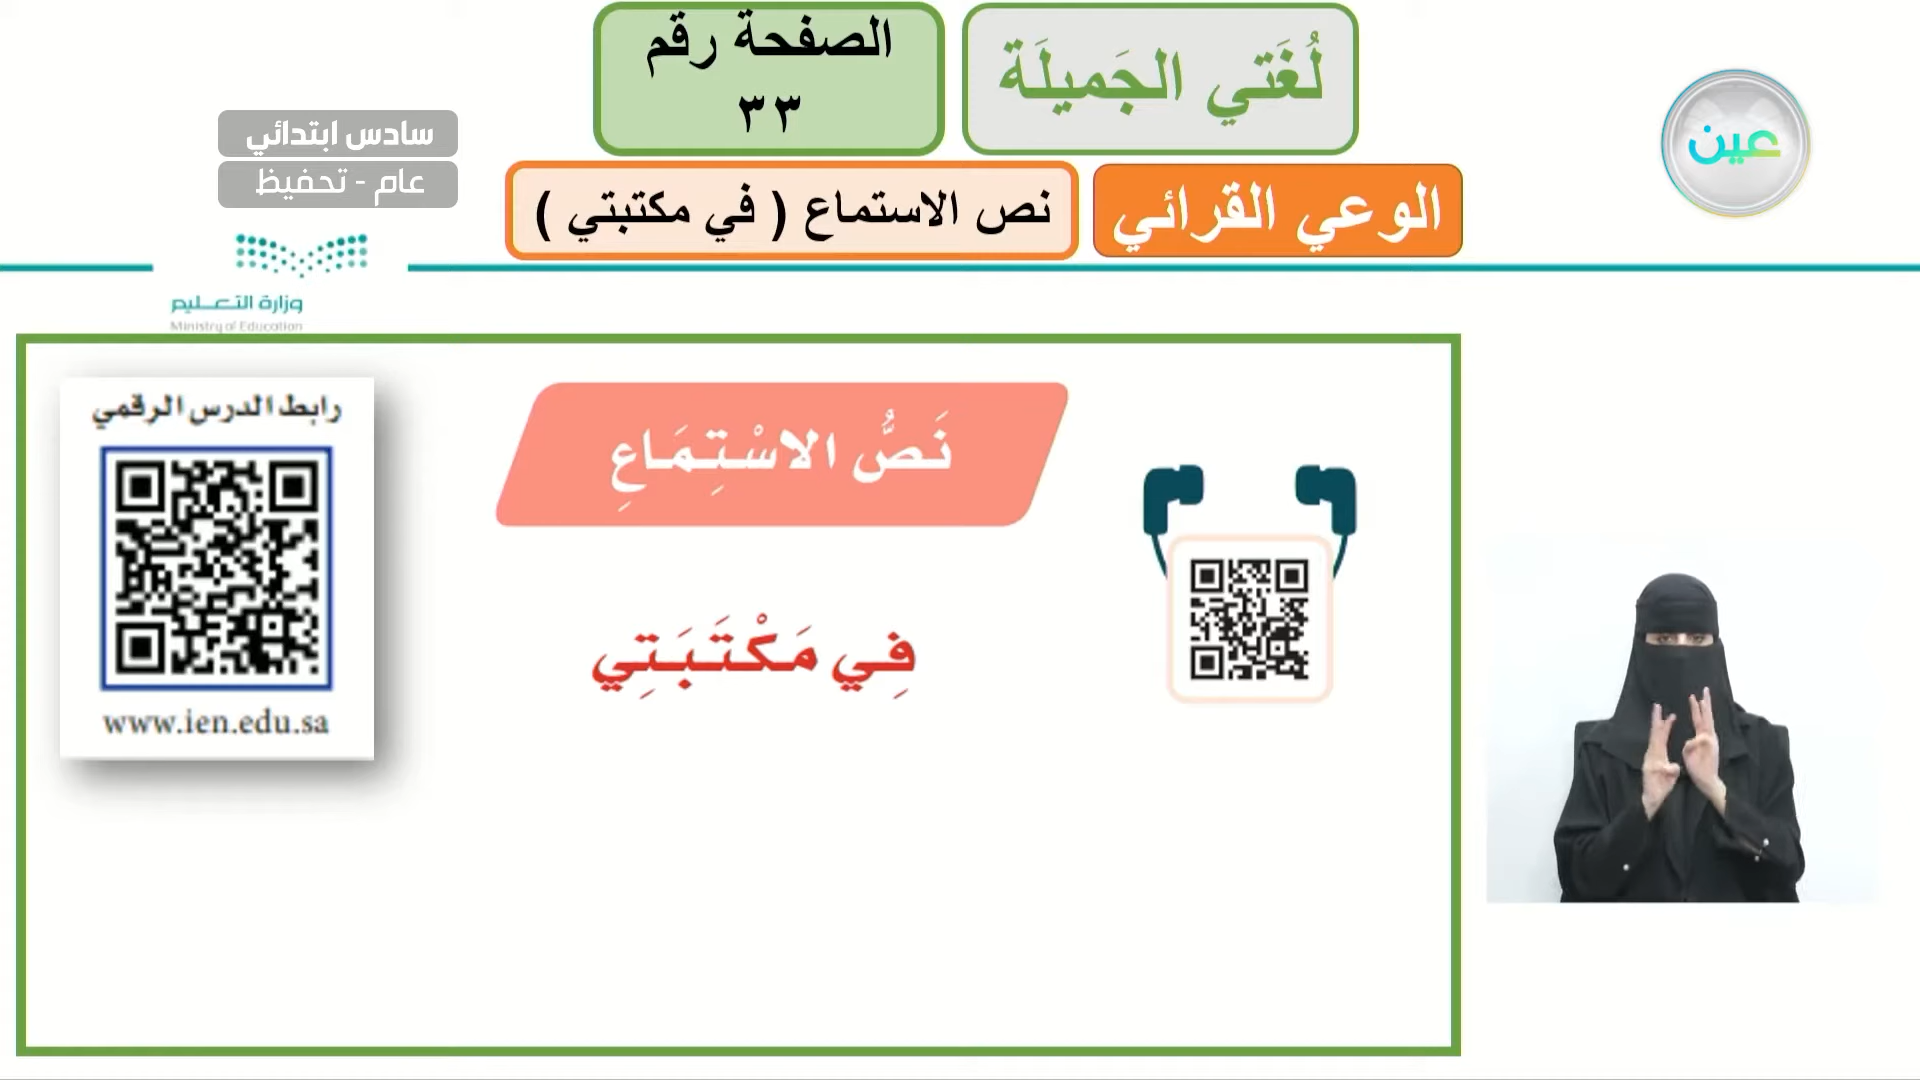 لُغَتي الجَميلَة
الصفحة رقم
٣٣
عين
سادس ابتدائي
عام - تحفيظ
الوعي القرائي
نص الاستماع ( في مكتبتي )
وزارة التعـــليم
Ministry of Education
رابط الدرس الرقمي
www.ien.edu.sa
نَصُّ الاسْتِمَاعِ
فِي مَكْتَبَتِي